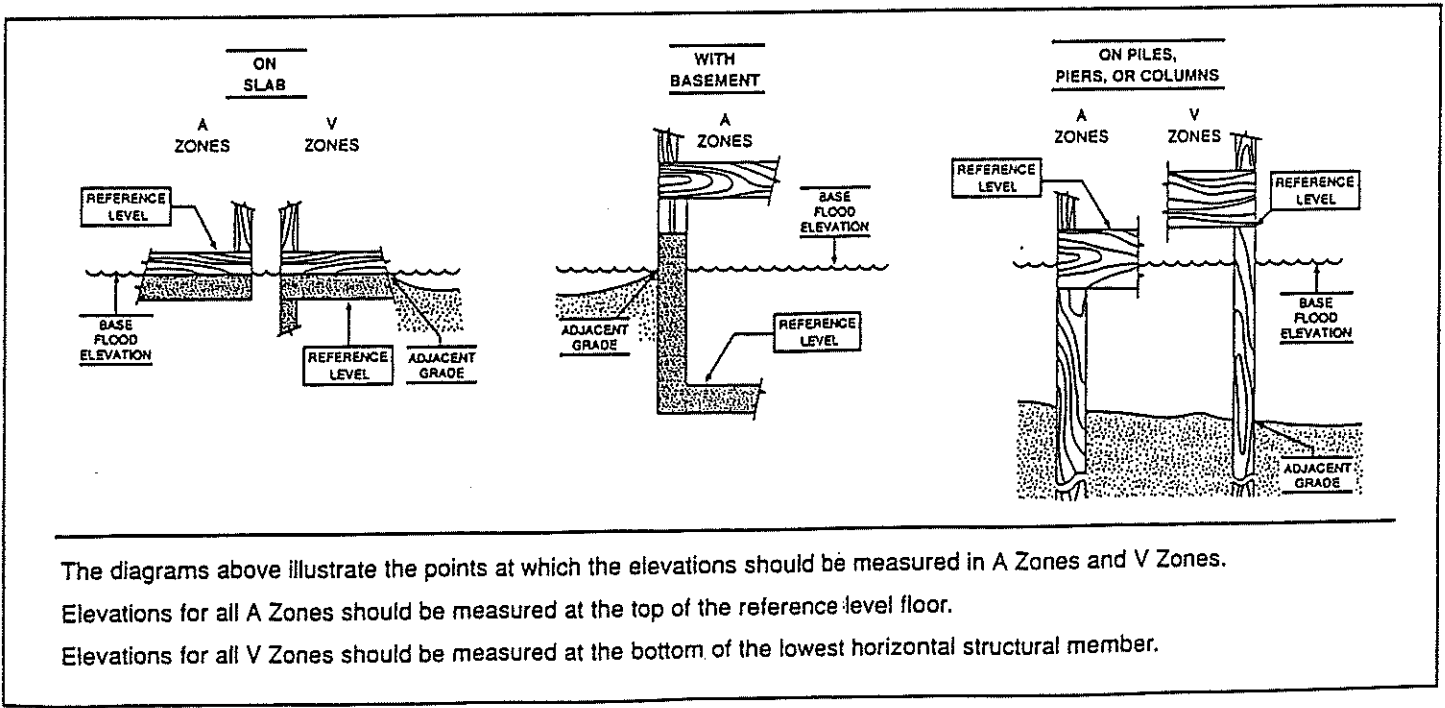 ON
SLAB
A
ZONES
V
ZONES
REFERENCE
LEVEL
BASE
FLOOD
ELEVATION
REFERENCE
LEVEL
ADJACENT
GRADE
WITH
BASEMENT
A
ZONES
BASE
FLOOD
ELEVATION
ADJACENT
GRADE
REFERENCE
LEVEL
ON PILES,
PIERS, OR COLUMNS
A
ZONES
V
ZONES
REFERENCE
LEVEL
REFERENCE
LEVEL
BASE
FLOOD
ELEVATION
ADJACENT
GRADE
The diagrams above illustrate the points at which the elevations should be measured in A Zones and V Zones.
Elevations for all A Zones should be measured at the top of the reference level floor.
Elevations for all V Zones should be measured at the bottom of the lowest horizontal structural member.